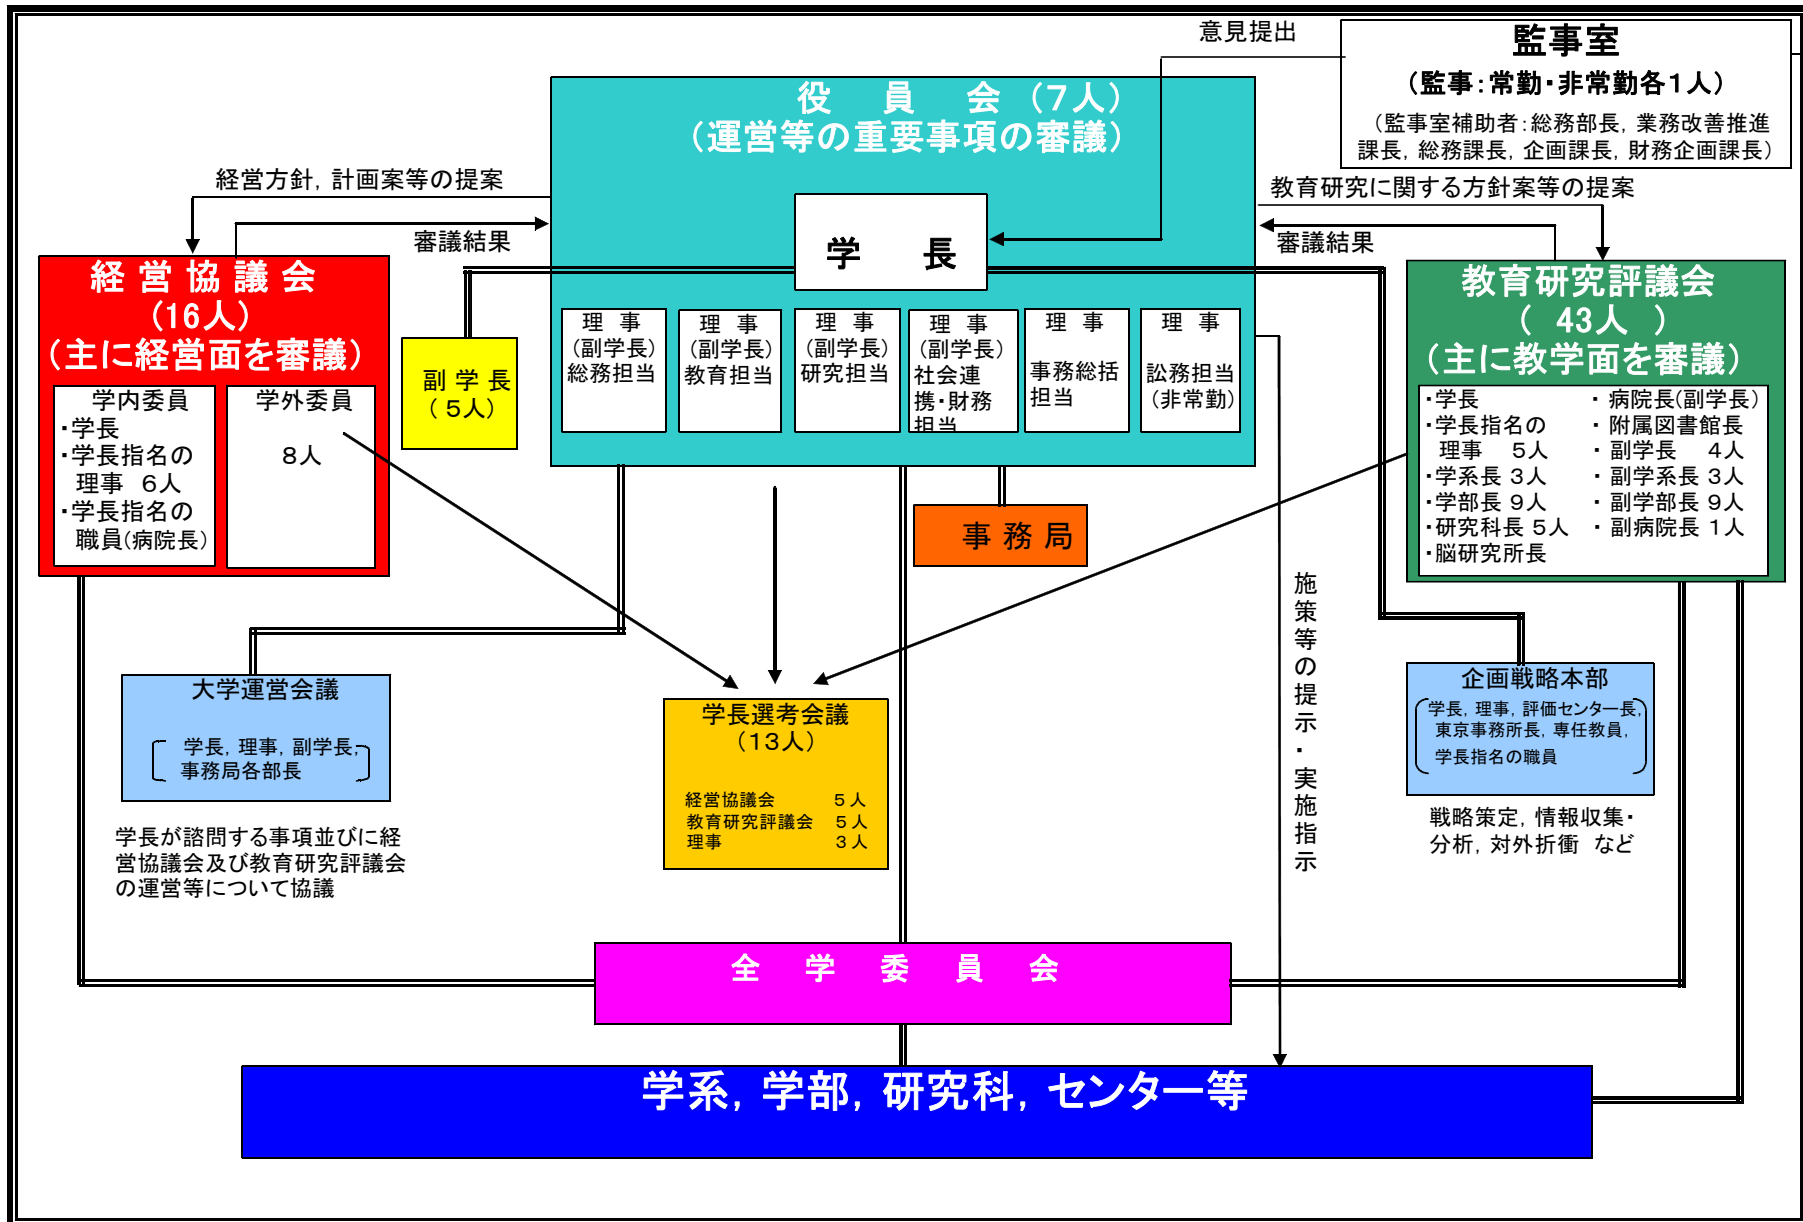 意見提出
監事室
（監事：常勤・非常勤各１人）
（監事室補助者：総務部長，業務改善推進
課長，総務課長，企画課長，財務企画課長）
役　員　会（７人）
（運営等の重要事項の審議）
経営方針，計画案等の提案
審議結果
教育研究に関する方針案等の提案
審議結果
学　長
経営協議会
（16人）
（主に経営面を審議）
学内委員
・学長
・学長指名の
理事　６人
・学長指名の
職員（病院長）
学外委員
８人
副学長
（５人）
理　事
（副学長）
総務担当
理　事
（副学長）
教育担当
理　事
（副学長）
研究担当
理　事
（副学長）
社会連
携・財務
担当
理　事
事務総括
担当
理　事
訟務担当
（非常勤）
教育研究評議会
（　43人　）
（主に教学面を審議）
・学長
・学長指名の
理事　５人
・学系長 ３人
・学部長 ９人
・研究科長 ５人
・脳研究所長
・病院長（副学長）
・附属図書館長
・副学長　４人
・副学系長 ３人
・副学部長 ９人
・副病院長 １人
事務局
施策等の提示・実施指示
大学運営会議
学長，理事，副学長，
事務局各部長
学長が諮問する事項並びに経
営協議会及び教育研究評議会
の運営等について協議
学長選考会議
（13人）
経営協議会　５人
教育研究評議会　５人
理事　３人
企画戦略本部
学長，理事，評価センター長，
東京事務所長，専任教員，
学長指名の職員
戦略策定，情報収集・
分析，対外折衝　など
全　学　委　員　会
学系，学部，研究科，センター等